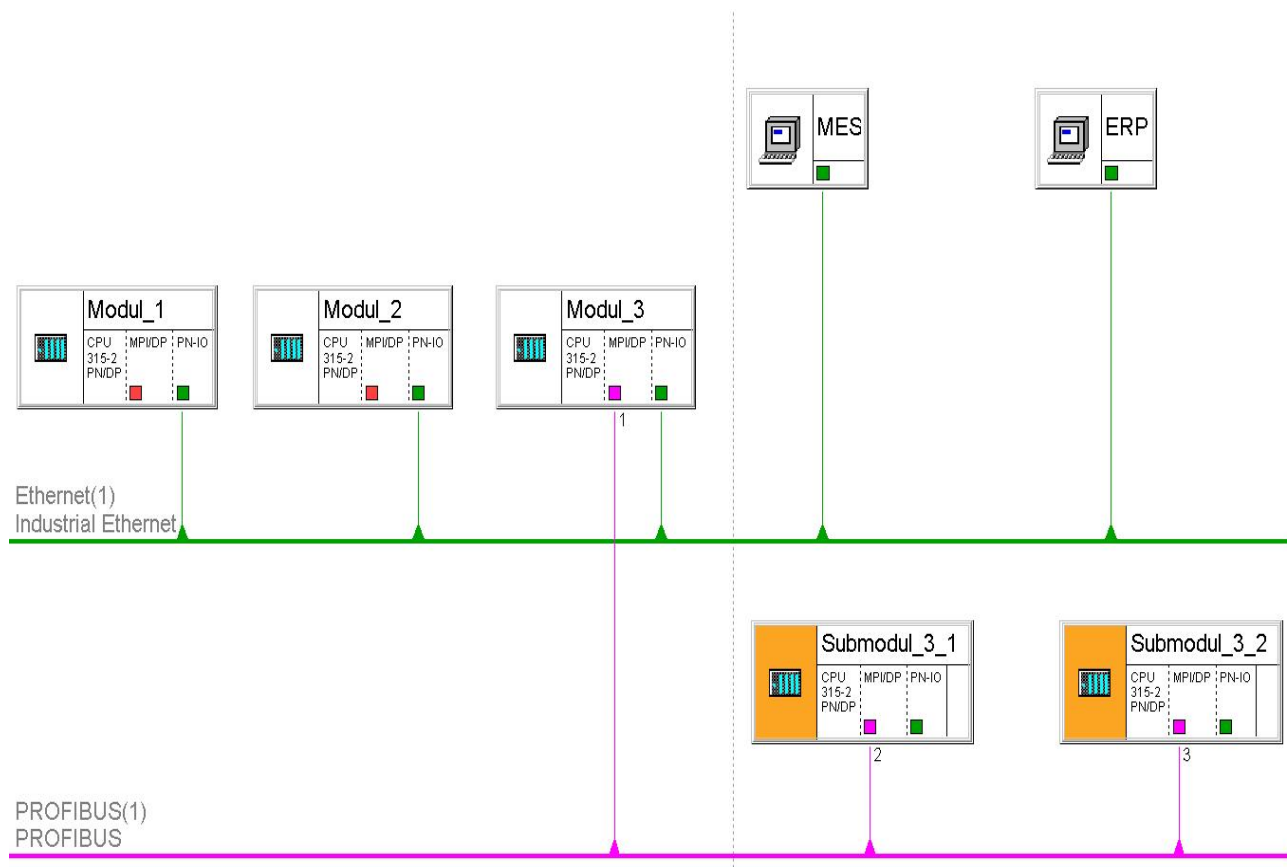 MES
ERP
Modul_1
CPU 315-2 PN/DP
MPI/DP
PN-IO
Modul_2
CPU 315-2 PN/DP
MPI/DP
PN-IO
Modul_3
CPU 315-2 PN/DP
MPI/DP
PN-IO
1
Ethernet(1)
Industrial Ethernet
Submodul_3_1
CPU 315-2 PN/DP
MPI/DP
PN-IO
2
Submodul_3_2
CPU 315-2 PN/DP
MPI/DP
PN-IO
3
PROFIBUS(1)
PROFIBUS